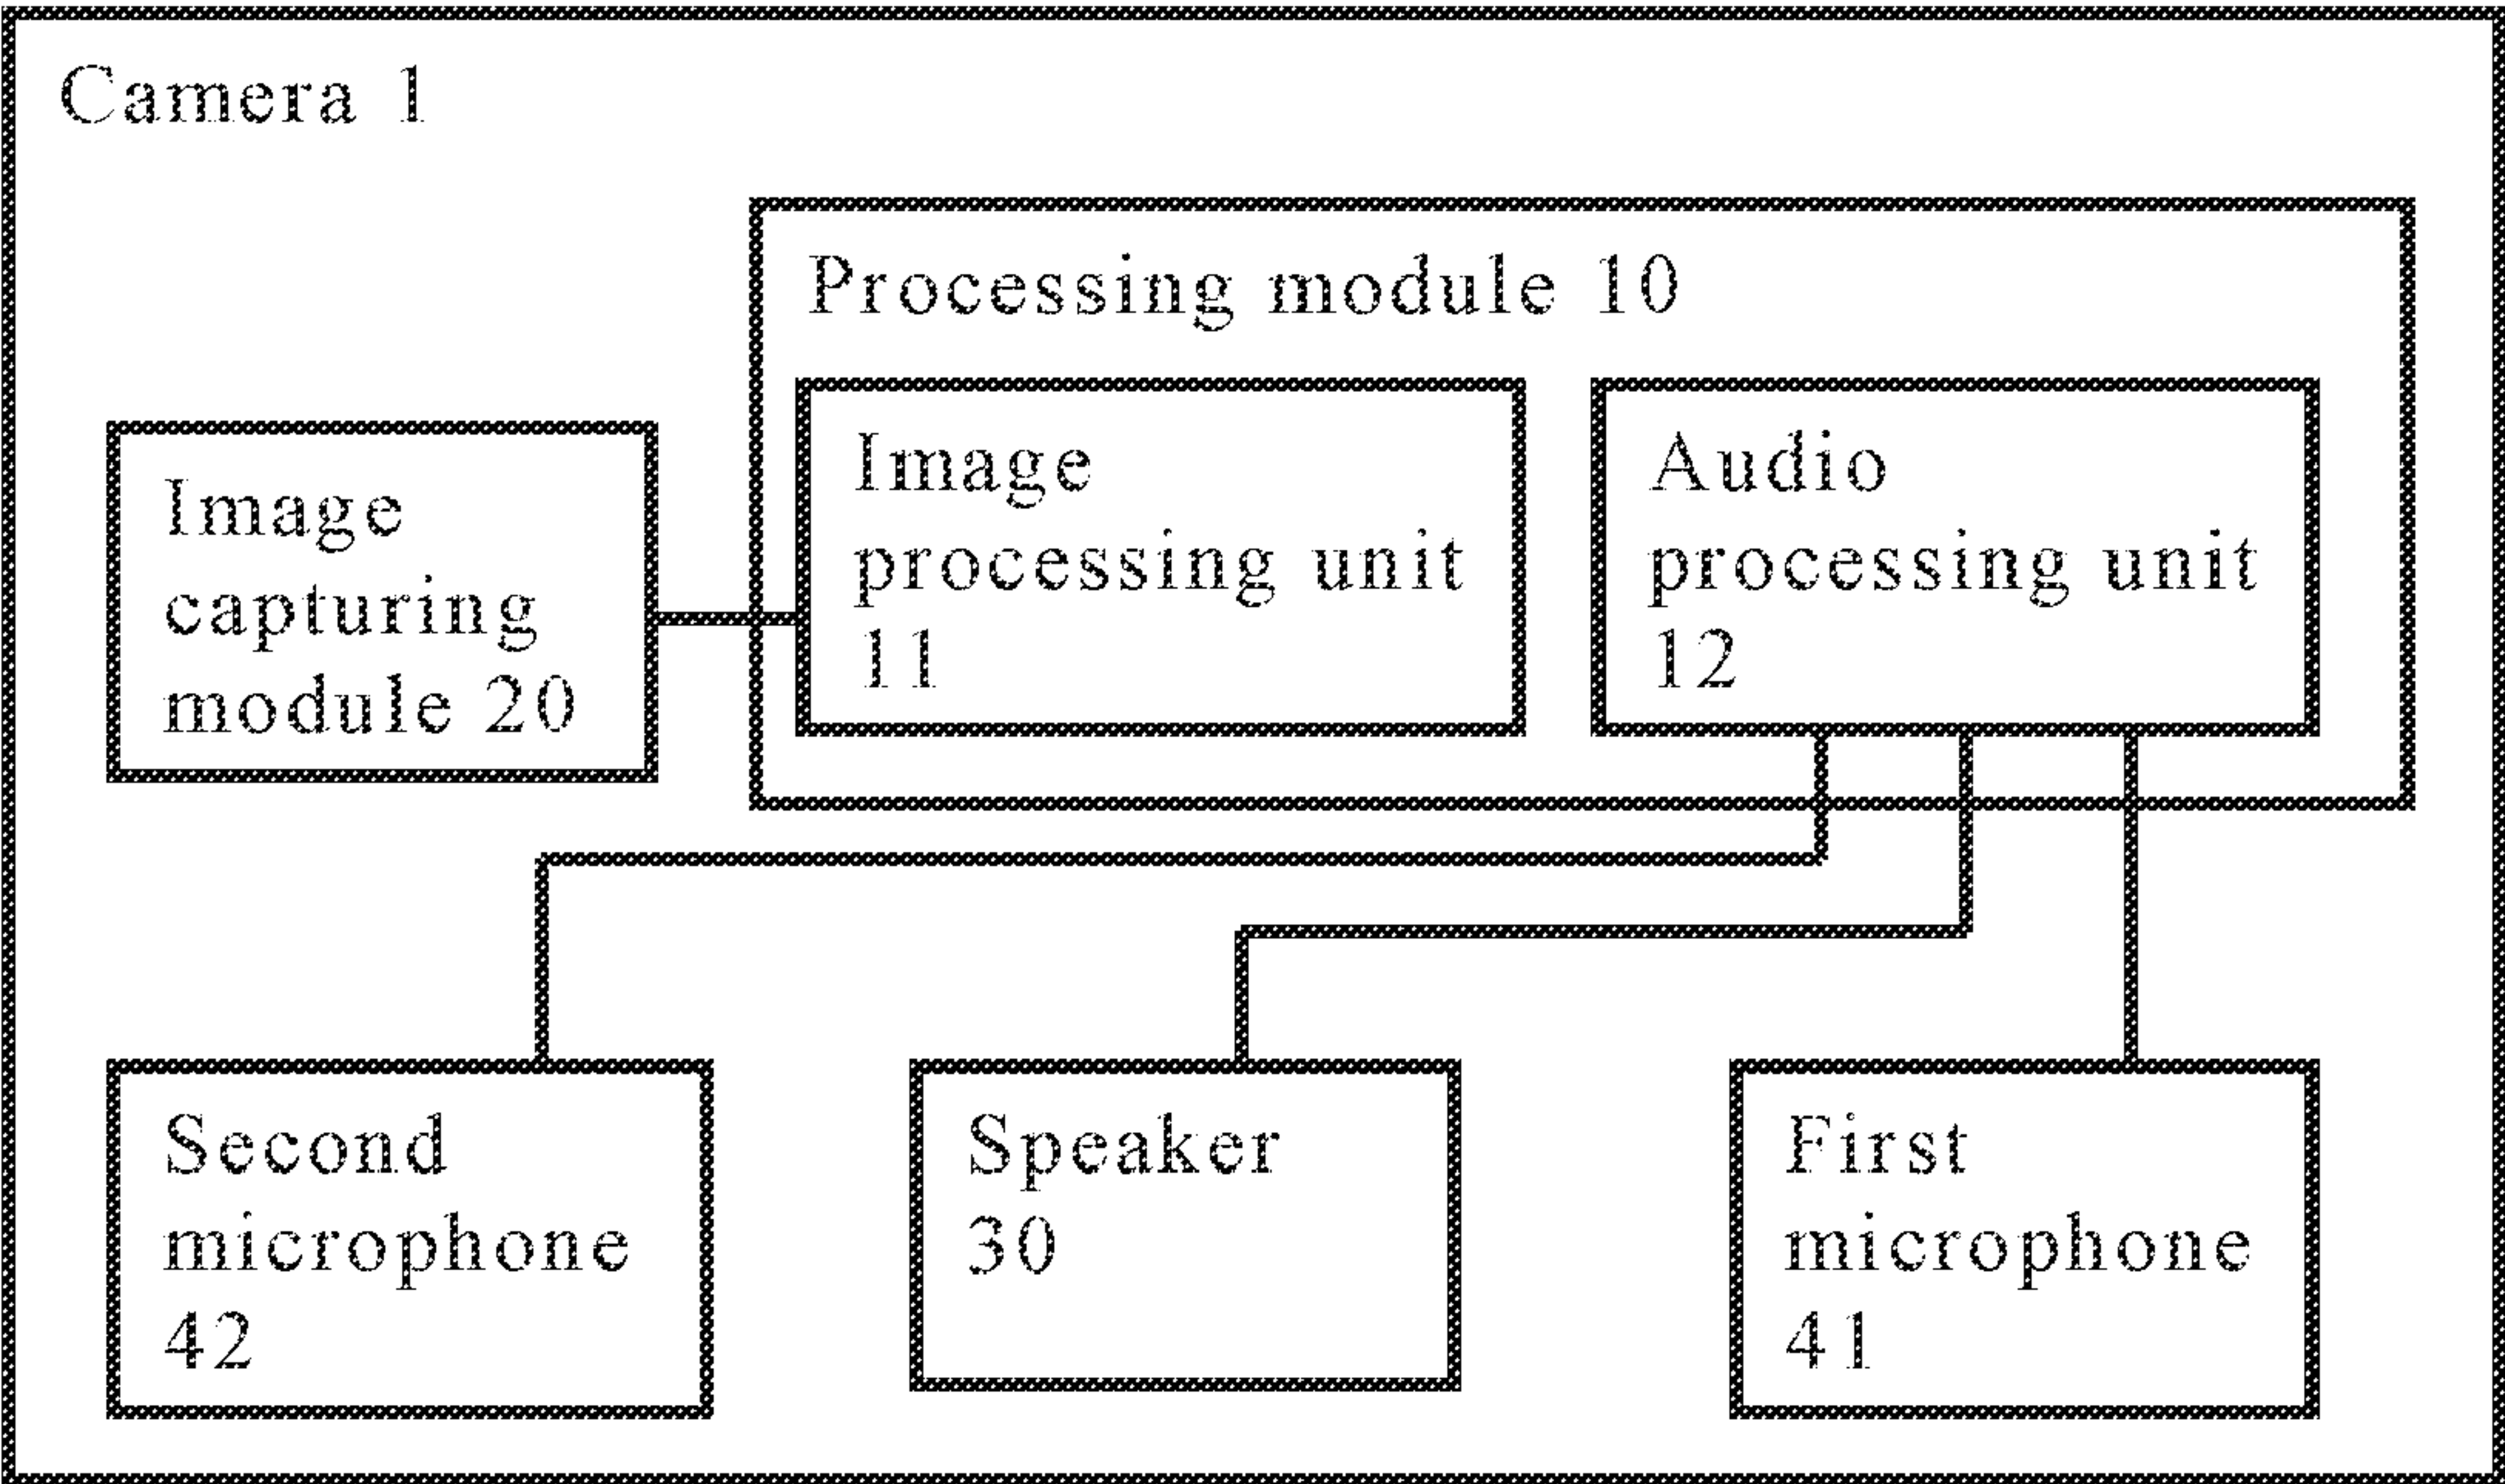 Camera 1
Processing module 10
Image
capturing
module 20
Image
processing unit
11
Audio
processing unit
12
Second
microphone
42
Speaker
30
First
microphone
41